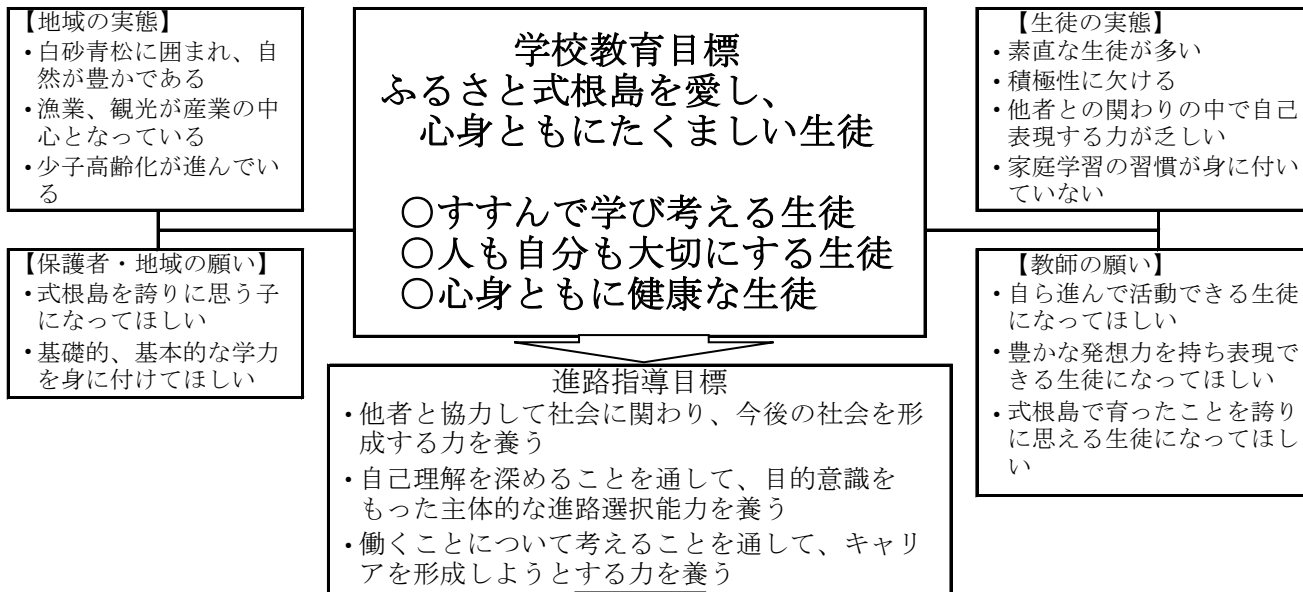 【地域の実態】
・白砂青松に囲まれ、自
然が豊かである
・漁業、観光が産業の中
心となっている
・少子高齢化が進んでい
る
【保護者・地域の願い】
・式根島を誇りに思う子
になってほしい
・基礎的、基本的な学力
を身に付けてほしい
学校教育目標
ふるさと式根島を愛し、
心身ともにたくましい生徒
○すすんで学び考える生徒
○人も自分も大切にする生徒
○心身ともに健康な生徒
進路指導目標
・他者と協力して社会に関わり、今後の社会を形
成する力を養う
・自己理解を深めることを通して、目的意識を
もった主体的な進路選択能力を養う
・働くことについて考えることを通して、キャリ
アを形成しようとする力を養う
【生徒の実態】
・素直な生徒が多い
・積極性に欠ける
・他者との関わりの中で自己
表現する力が乏しい
・家庭学習の習慣が身に付い
ていない
【教師の願い】
・自ら進んで活動できる生徒
になってほしい
・豊かな発想力を持ち表現で
きる生徒になってほしい
・式根島で育ったことを誇り
に思える生徒になってほし
い